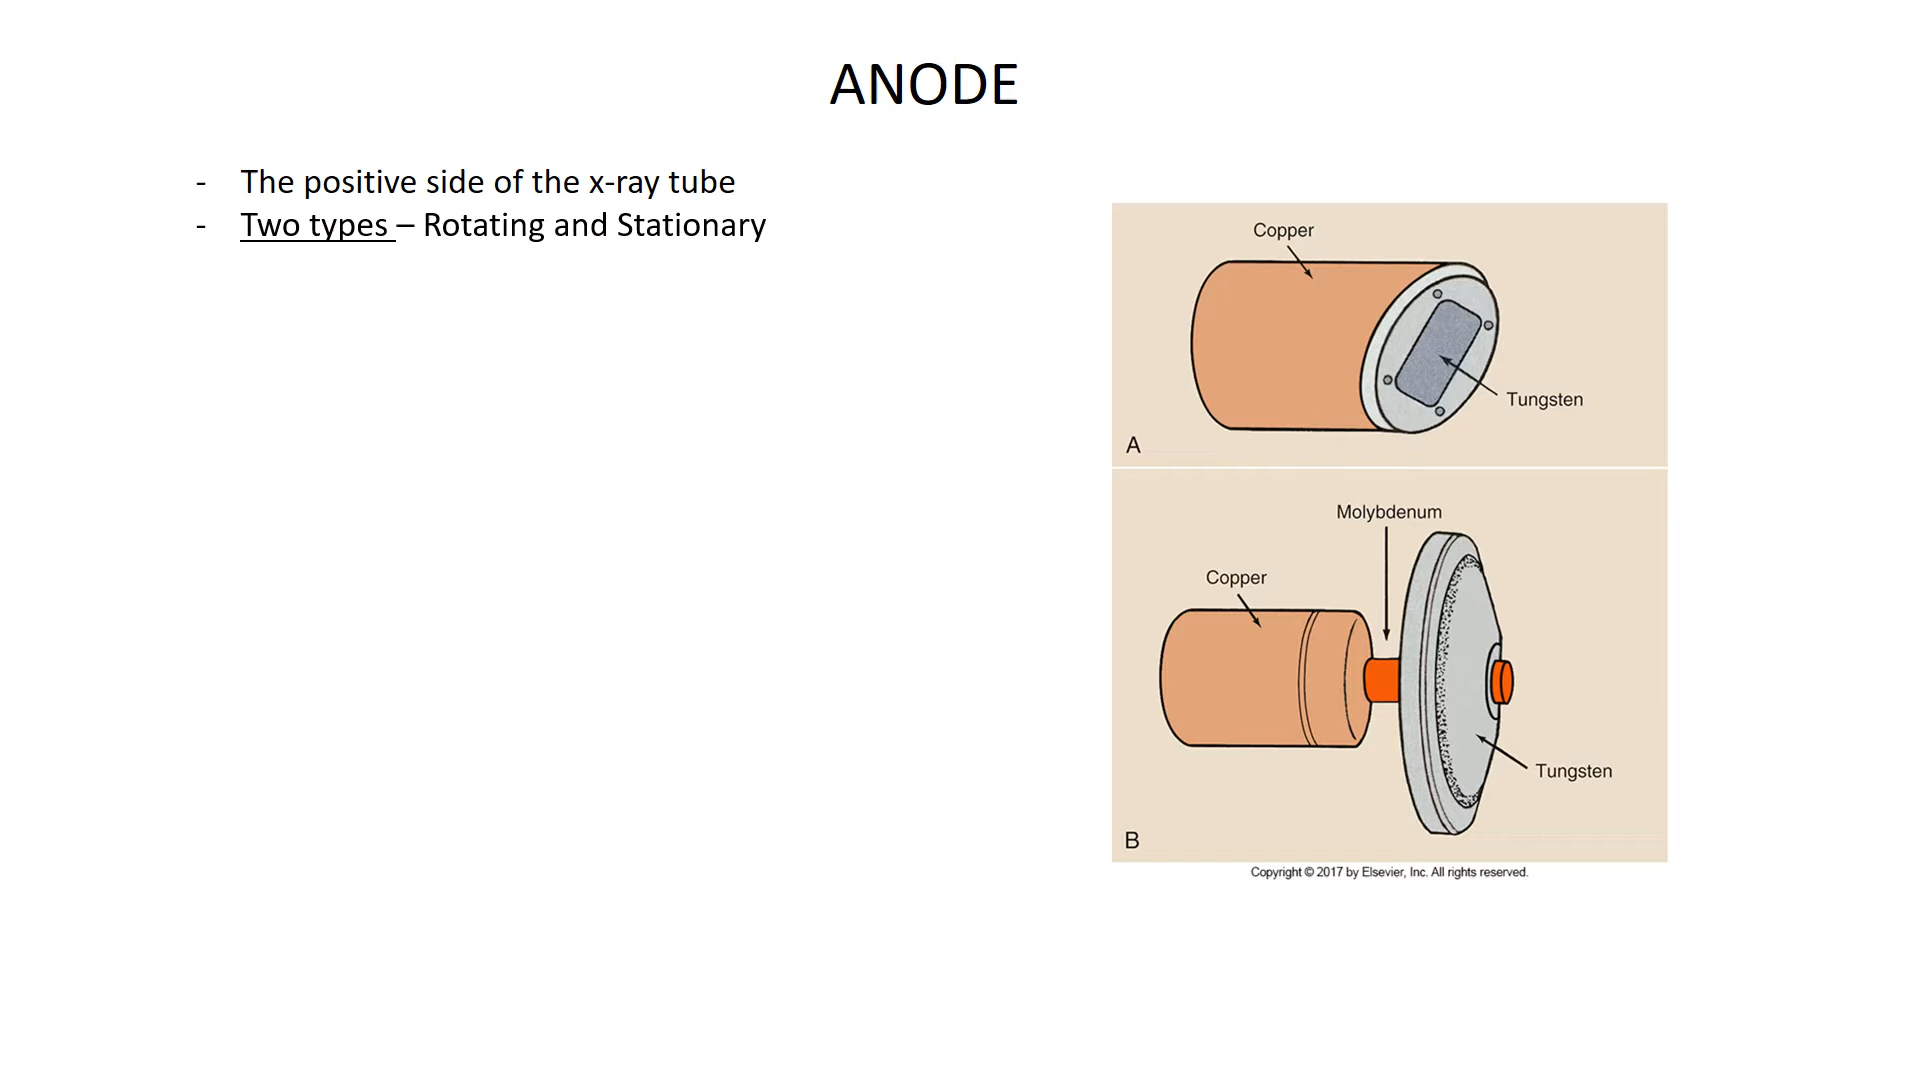 ANODE
- The positive side of the x-ray tube
- Two types – Rotating and Stationary
Copper
Tungsten
A
Molybdenum
Copper
Tungsten
B
Copyright © 2017 by Elsevier, Inc. All rights reserved.